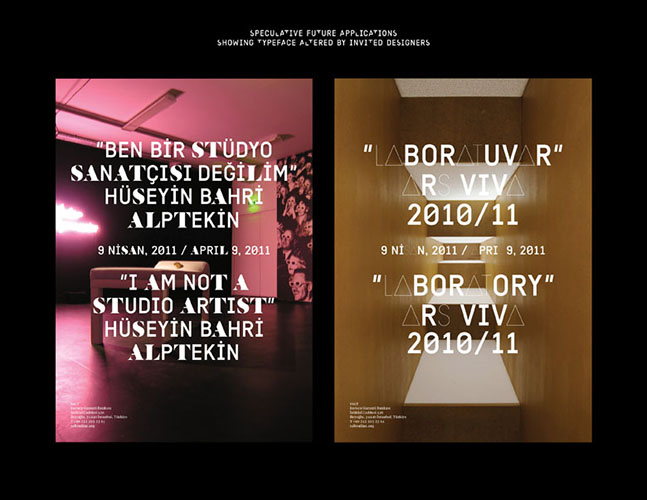 SPECULATIVE FUTURE APPLICATIONS
SHOWING TYPEFACE ALTERED BY INVITED DESIGNERS
"BEN BİR STÜDYO
SANATÇISI DEĞİLİM"
HÜSEYİN BAHRİ
ALPTEKİN
9 NİSAN, 2011 / APRIL 9, 2011
"I AM NOT A
STUDIO ARTIST"
HÜSEYİN BAHRİ
ALPTEKİN
"LABORATUVAR"
ARS VIVA
2010/11
9 NİSAN, 2011 / APRIL 9, 2011
"LABORATORY"
ARS VIVA
2010/11